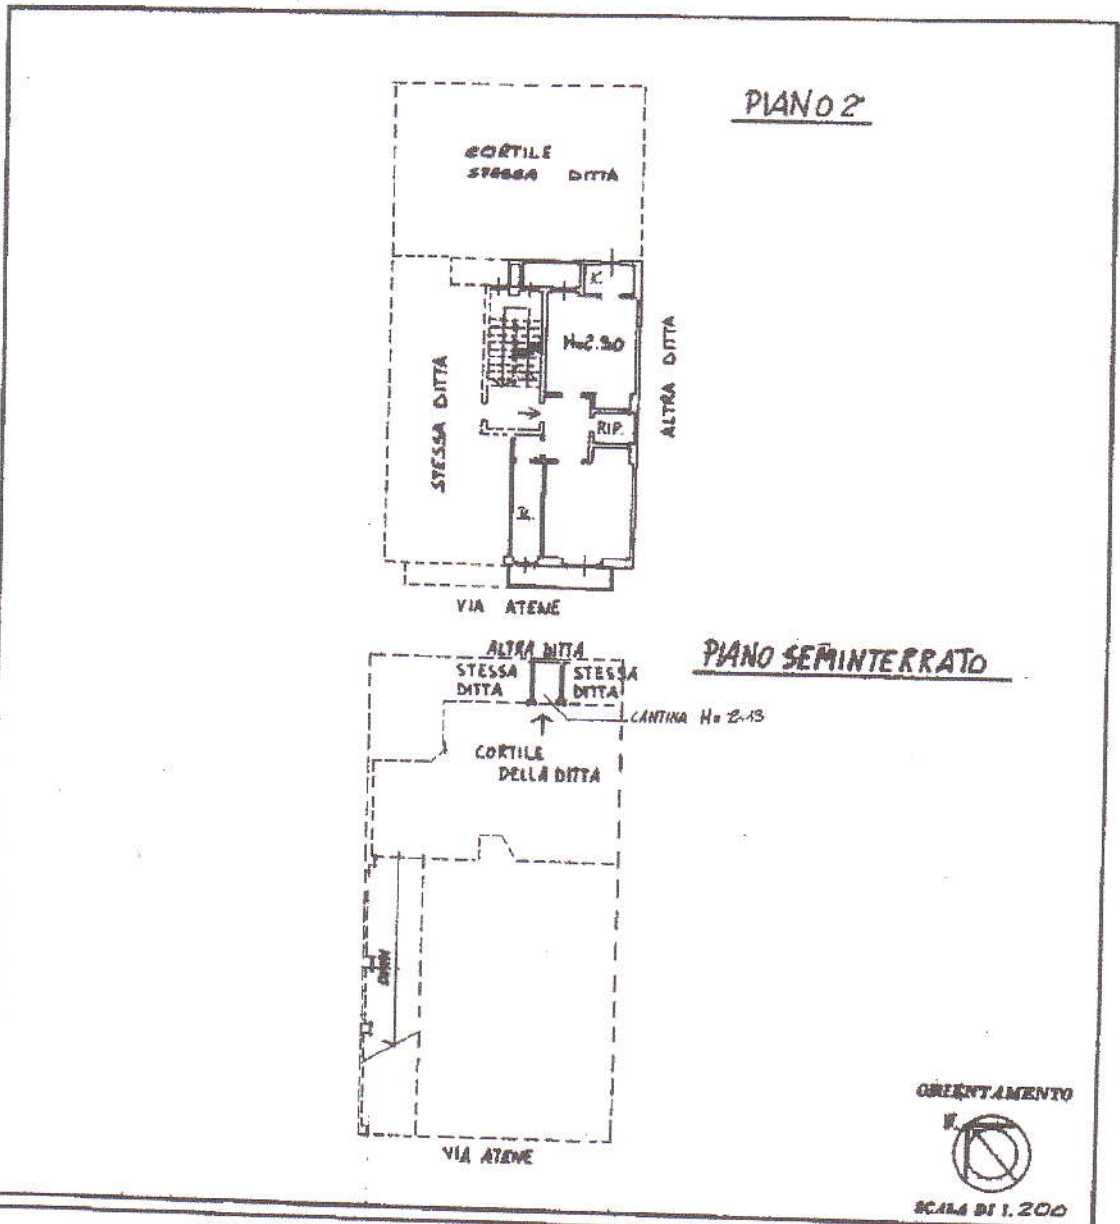 PIANO 2°
CORTILE
STESSA DITTA
K.
H=2.90
ALTRA DITTA
STESSA DITTA
RIP.
B.
VIA ATENE
PIANO SEMINTERRATO
ALTRA DITTA
STESSA
DITTA
STESSA
DITTA
CANTINA H= 2.13
CORTILE
DELLA DITTA
VIA ATENE
ORIENTAMENTO
N.
SCALA DI 1.200